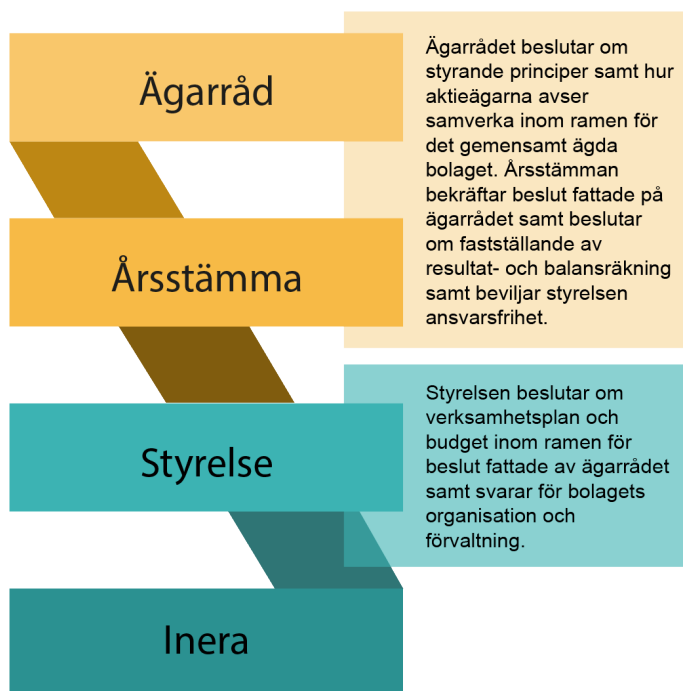 Ägarråd
Ägarrådet beslutar om
styrande principer samt hur
aktieägarna avser
samverka inom ramen för
det gemensamt ägda
bolaget. Årsstämman
bekräftar beslut fattade på
ägarrådet samt beslutar
om fastställande av
resultat- och balansräkning
samt beviljar styrelsen
ansvarsfrihet.
Årsstämma
Styrelse
Styrelsen beslutar om
verksamhetsplan och
budget inom ramen för
beslut fattade av ägarrådet
samt svarar för bolagets
organisation och
förvaltning.
Inera